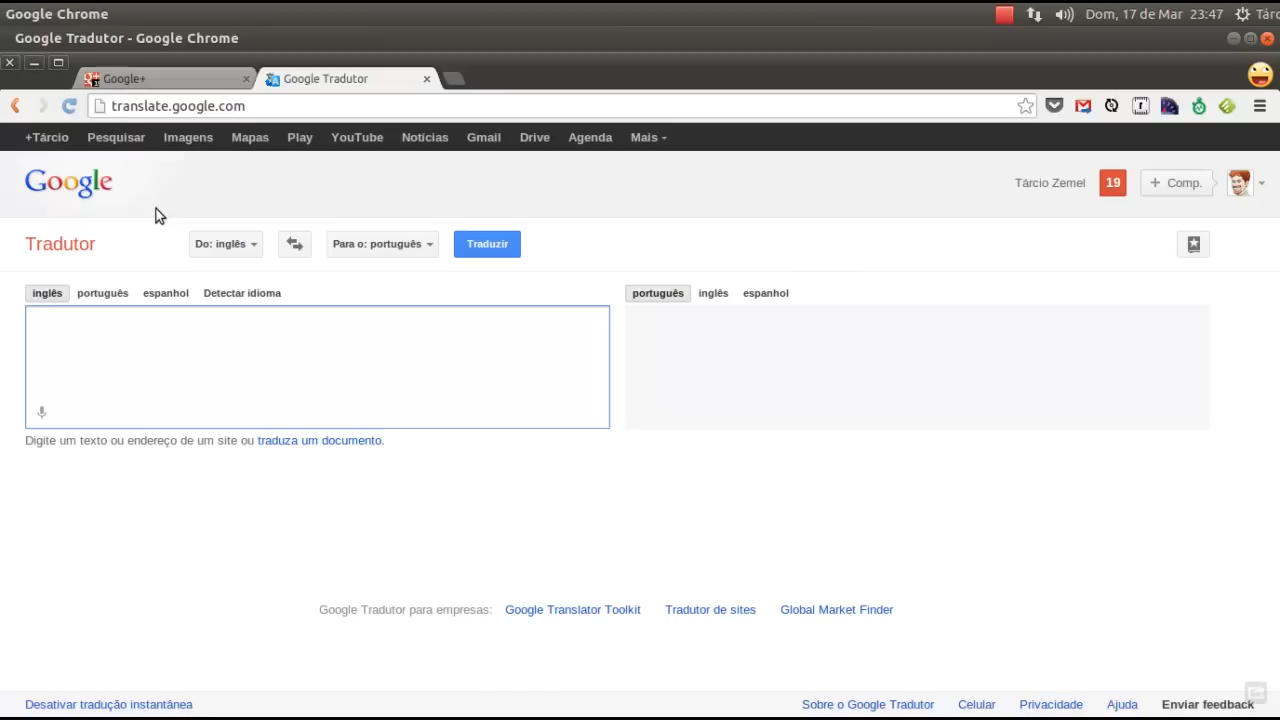 Google Chrome
Dom, 17 de Mar 23:47
Tárc
Google Tradutor - Google Chrome
Google+
Google Tradutor
translate.google.com
+Tárcio Pesquisar Imagens Mapas Play YouTube Notícias Gmail Drive Agenda Mais
Google
Tárcio Zemel 19 + Comp.
Tradutor Do: inglês Para o: português Traduzir
inglês português espanhol Detectar idioma
português inglês espanhol
Digite um texto ou endereço de um site ou traduza um documento.
Google Tradutor para empresas: Google Translator Toolkit Tradutor de sites Global Market Finder
Desativar tradução instantânea
Sobre o Google Tradutor Celular Privacidade Ajuda Enviar feedback